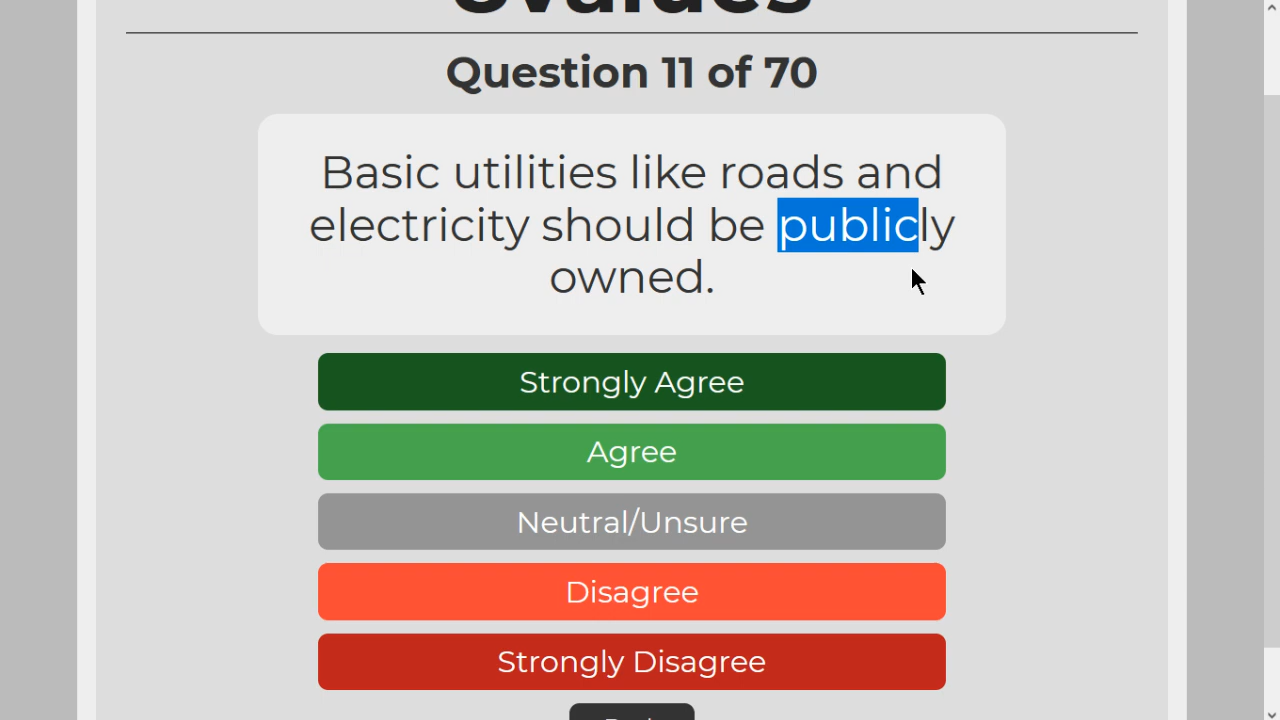 Question 11 of 70
Basic utilities like roads and
electricity should be publicly
owned.
Strongly Agree
Agree
Neutral/Unsure
Disagree
Strongly Disagree